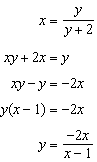 x = y/(y + 2)
xy + 2x = y
xy − y = −2x
y(x − 1) = −2x
y = −2x/(x − 1)